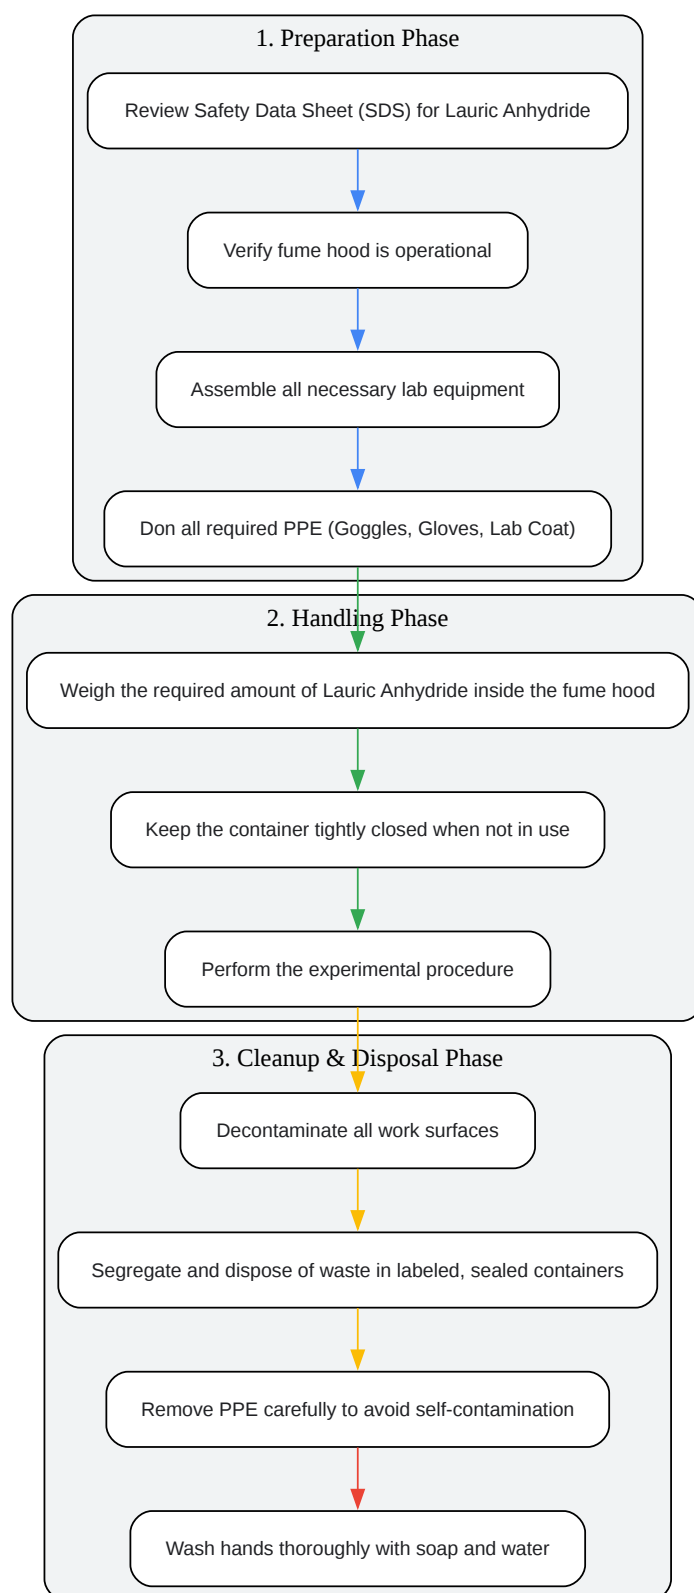 1. Preparation Phase
Review Safety Data Sheet (SDS) for Lauric Anhydride
Verify fume hood is operational
Assemble all necessary lab equipment
Don all required PPE (Goggles, Gloves, Lab Coat)
2. Handling Phase
Weigh the required amount of Lauric Anhydride inside the fume hood
Keep the container tightly closed when not in use
Perform the experimental procedure
3. Cleanup & Disposal Phase
Decontaminate all work surfaces
Segregate and dispose of waste in labeled, sealed containers
Remove PPE carefully to avoid self-contamination
Wash hands thoroughly with soap and water